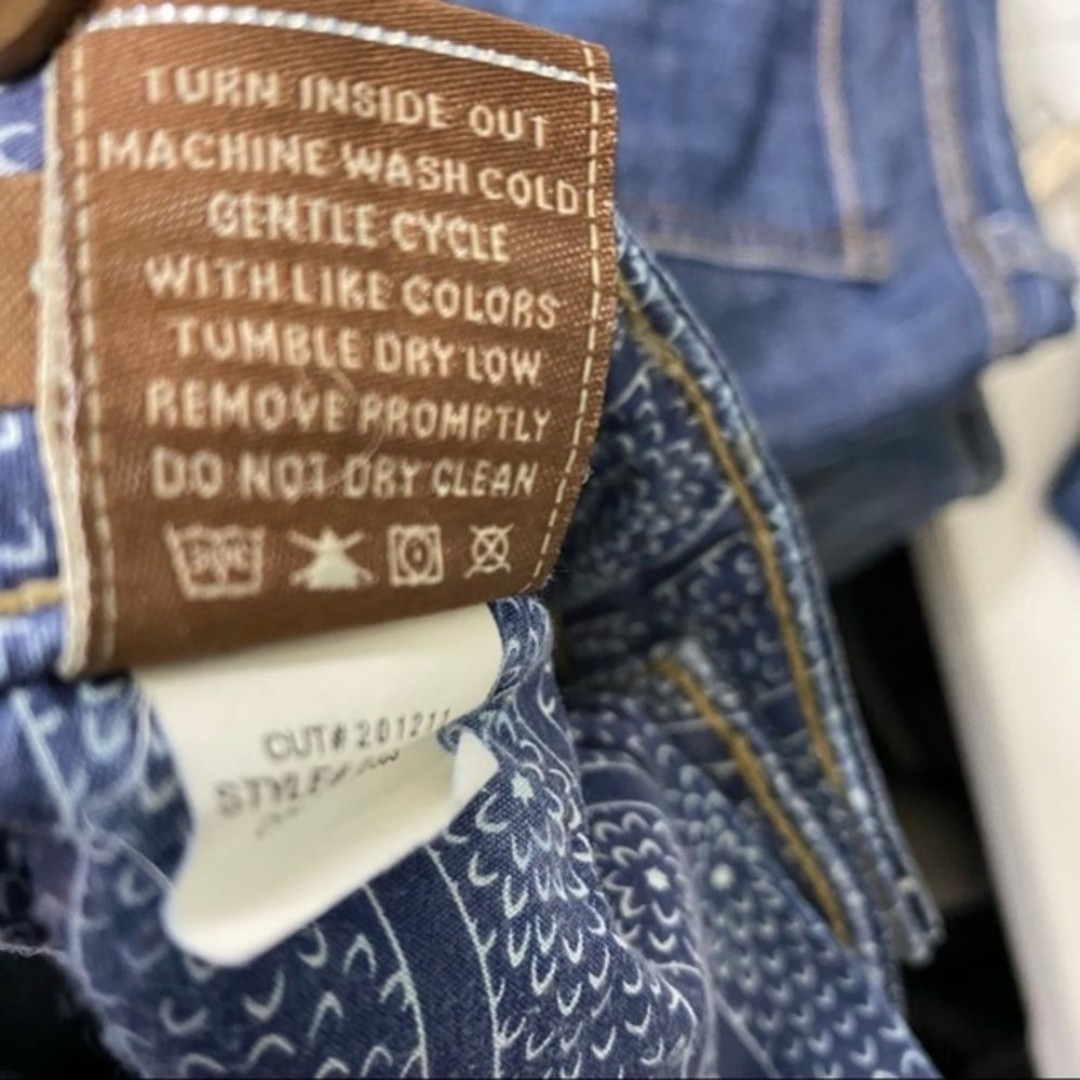 TURN INSIDE OUT
MACHINE WASH COLD
GENTLE CYCLE
WITH LIKE COLORS
TUMBLE DRY LOW
REMOVE PROMPTLY
DO NOT DRY CLEAN
CUT# 201211
STYLE#